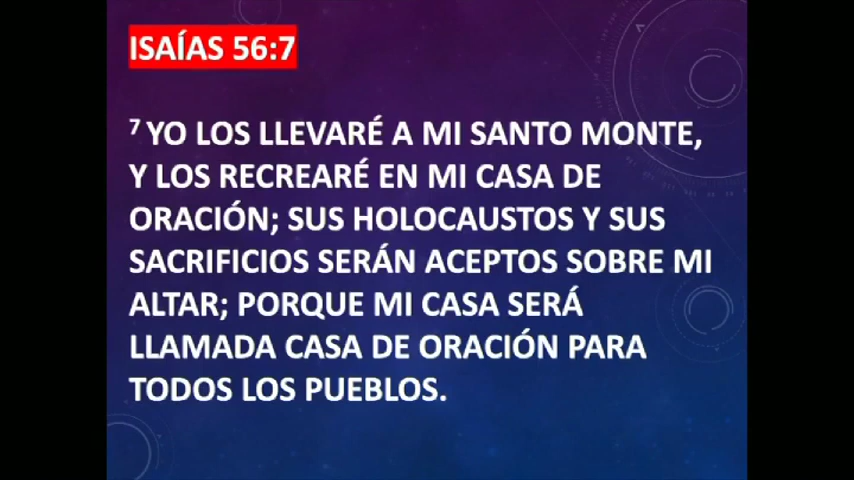 ISAÍAS 56:7
7 YO LOS LLEVARÉ A MI SANTO MONTE,
Y LOS RECREARÉ EN MI CASA DE
ORACIÓN; SUS HOLOCAUSTOS Y SUS
SACRIFICIOS SERÁN ACEPTOS SOBRE MI
ALTAR; PORQUE MI CASA SERÁ
LLAMADA CASA DE ORACIÓN PARA
TODOS LOS PUEBLOS.